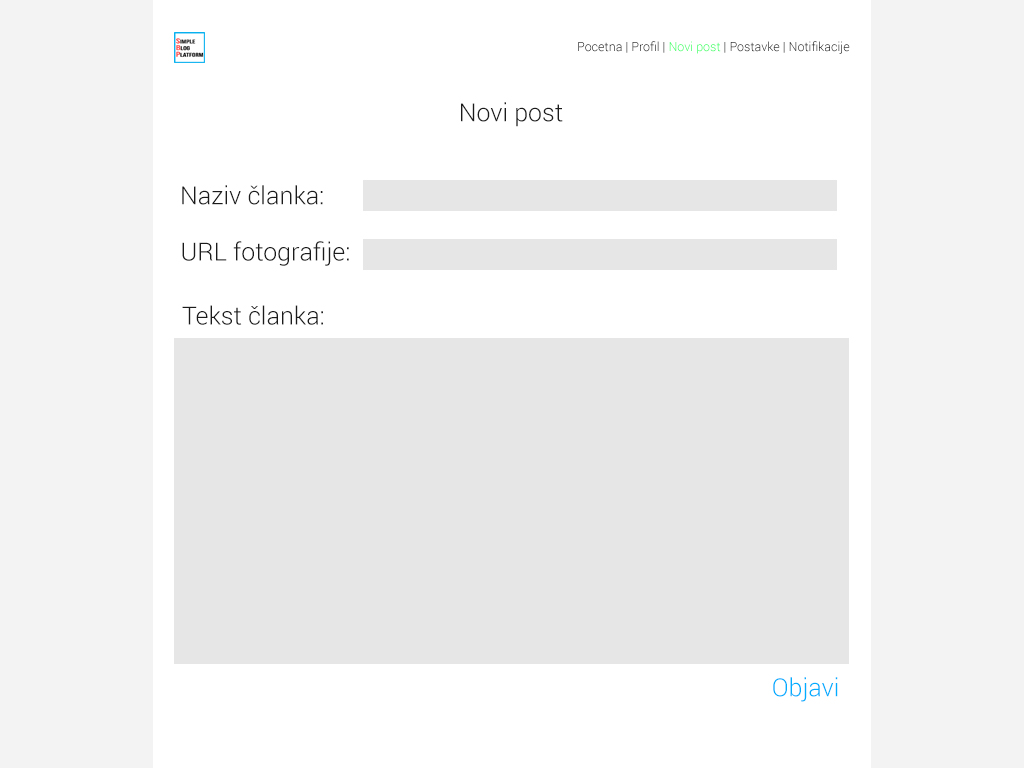 SIMPLE
BLOG
PLATFORM
Pocetna | Profil | Novi post | Postavke | Notifikacije
Novi post
Naziv članka:
URL fotografije:
Tekst članka:
Objavi